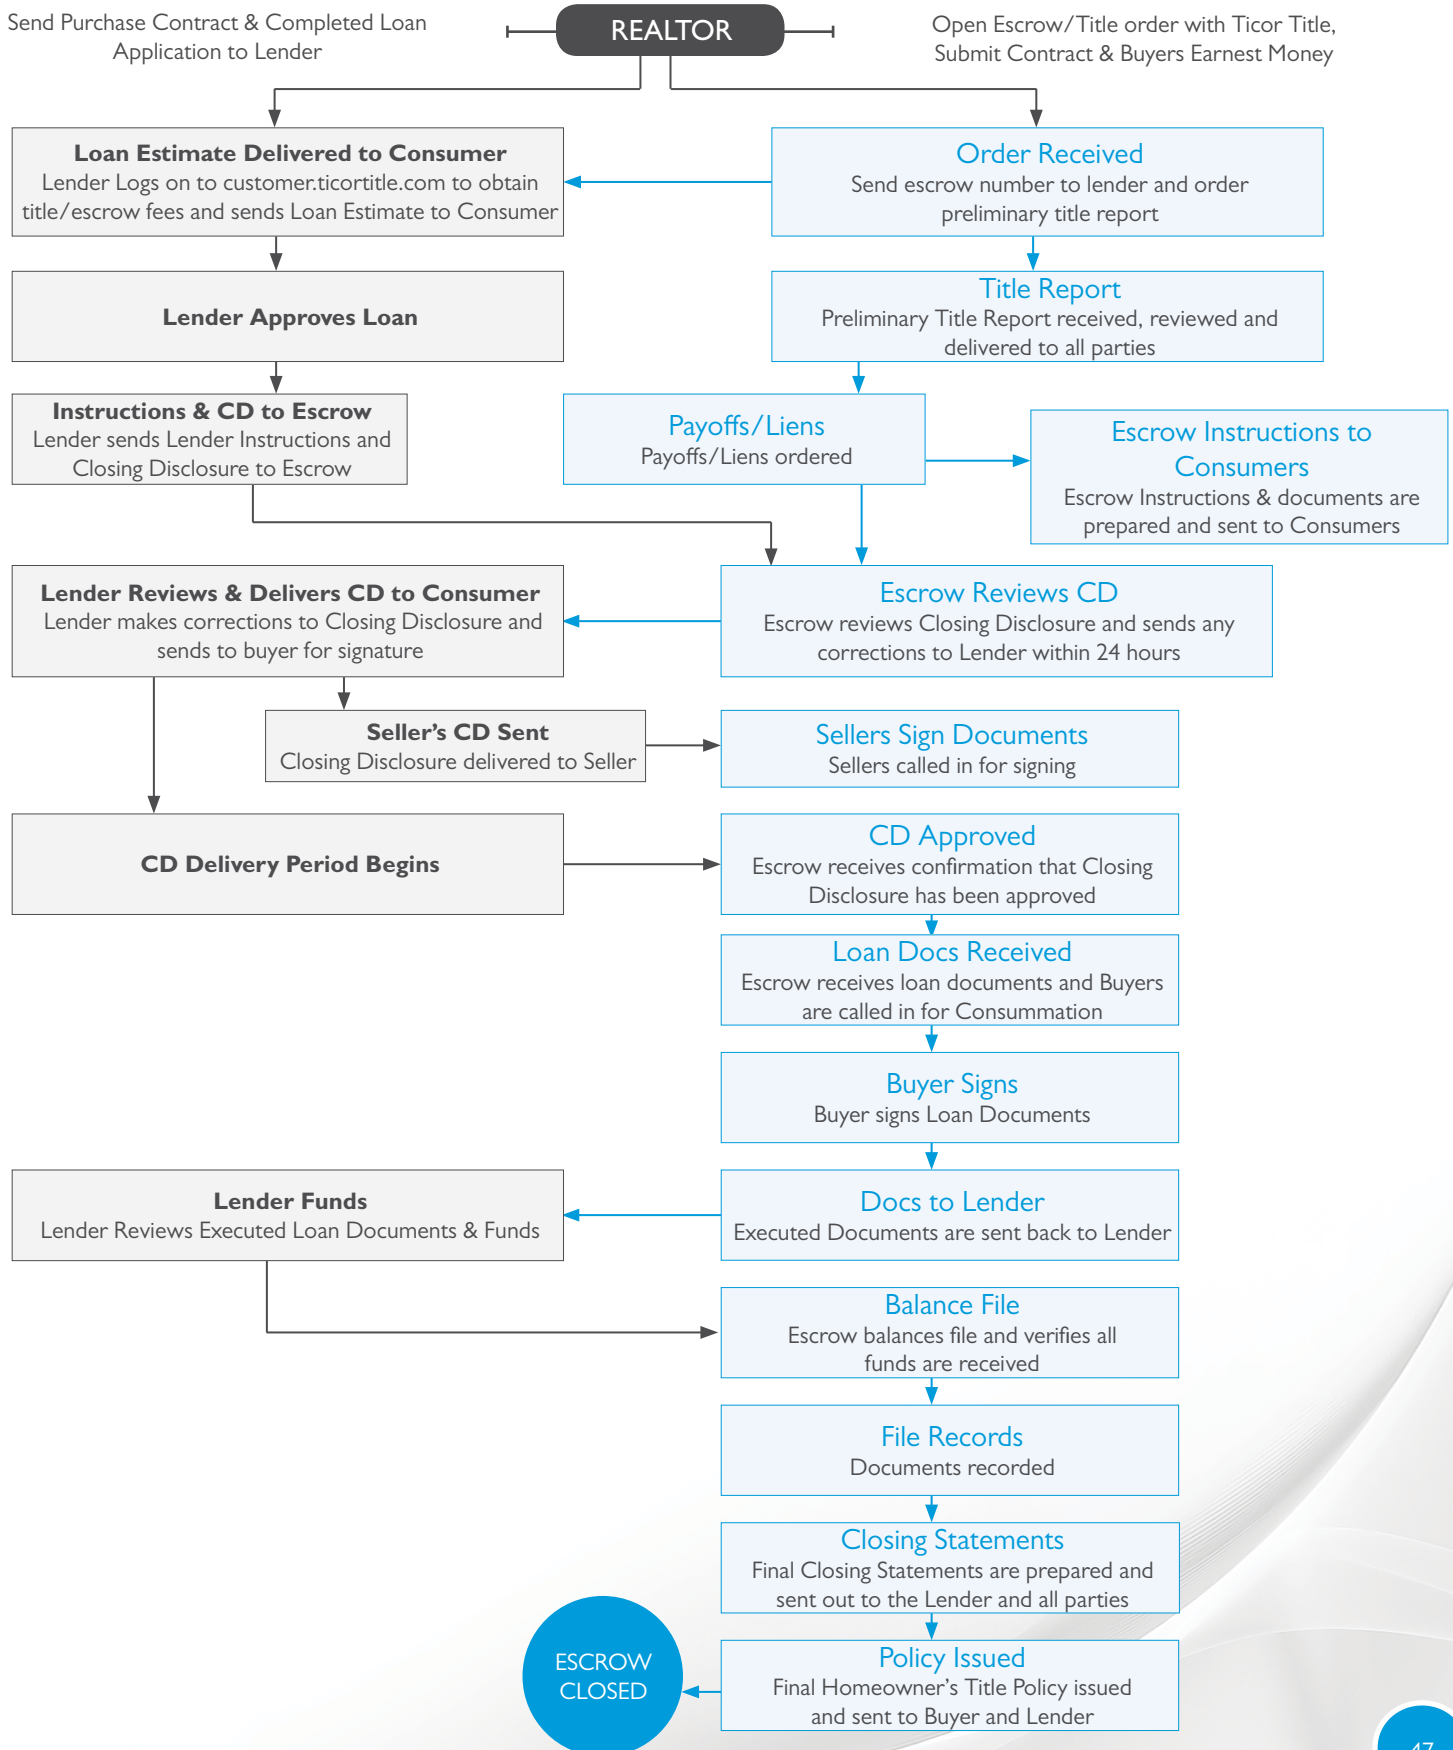 Send Purchase Contract & Completed Loan
Application to Lender
REALTOR
Open Escrow/Title order with Ticor Title,
Submit Contract & Buyers Earnest Money
Loan Estimate Delivered to Consumer
Lender Logs on to customer.ticortitle.com to obtain
title/escrow fees and sends Loan Estimate to Consumer
Order Received
Send escrow number to lender and order
preliminary title report
Lender Approves Loan
Title Report
Preliminary Title Report received, reviewed and
delivered to all parties
Instructions & CD to Escrow
Lender sends Lender Instructions and
Closing Disclosure to Escrow
Payoffs/Liens
Payoffs/Liens ordered
Escrow Instructions to
Consumers
Escrow Instructions & documents are
prepared and sent to Consumers
Lender Reviews & Delivers CD to Consumer
Lender makes corrections to Closing Disclosure and
sends to buyer for signature
Escrow Reviews CD
Escrow reviews Closing Disclosure and sends any
corrections to Lender within 24 hours
Seller's CD Sent
Closing Disclosure delivered to Seller
Sellers Sign Documents
Sellers called in for signing
CD Delivery Period Begins
CD Approved
Escrow receives confirmation that Closing
Disclosure has been approved
Loan Docs Received
Escrow receives loan documents and Buyers
are called in for Consummation
Buyer Signs
Buyer signs Loan Documents
Lender Funds
Lender Reviews Executed Loan Documents & Funds
Docs to Lender
Executed Documents are sent back to Lender
Balance File
Escrow balances file and verifies all
funds are received
File Records
Documents recorded
Closing Statements
Final Closing Statements are prepared and
sent out to the Lender and all parties
ESCROW
CLOSED
Policy Issued
Final Homeowner's Title Policy issued
and sent to Buyer and Lender
47